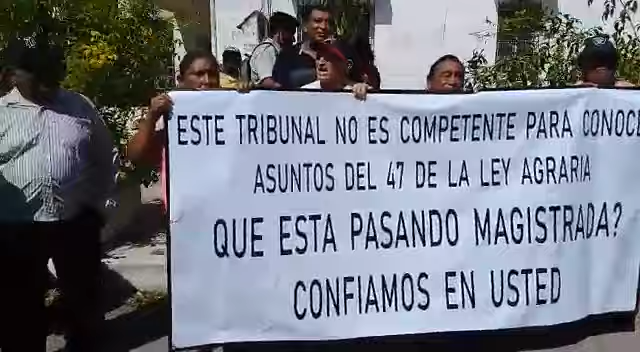 ESTE TRIBUNAL NO ES COMPETENTE PARA CONOCE
ASUNTOS DEL 47 DE LA LEY AGRARIA
QUE ESTA PASANDO MAGISTRADA?
CONFIAMOS EN USTED